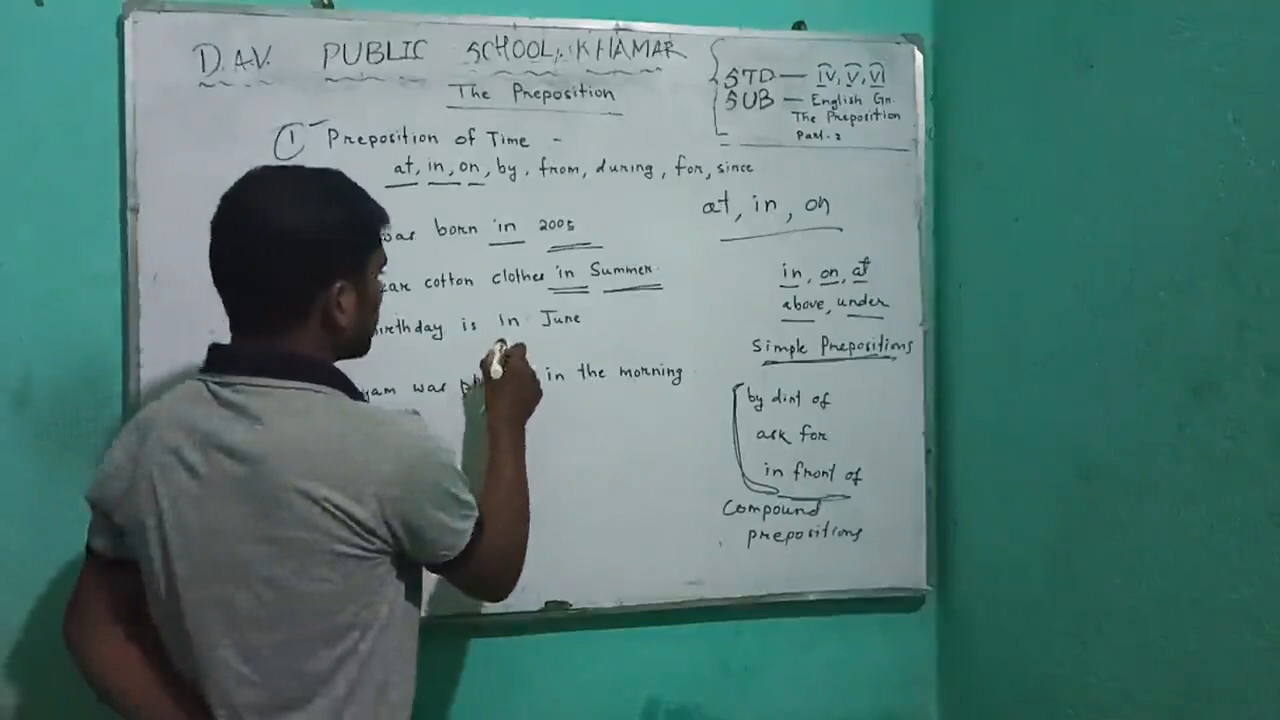 D.A.V. PUBLIC SCHOOL, KHAMAR
The Preposition
STD — IV, V, VI
SUB — English Gr.
The Preposition
Part-2
1 Preposition of Time -
at, in, on, by, from, during, for, since
at, in, on
was born in 2005
cotton clothes in Summer.
birthday is in June
was in the morning
in, on, at
above, under
Simple Prepositions
by dint of
ask for
in front of
Compound
prepositions